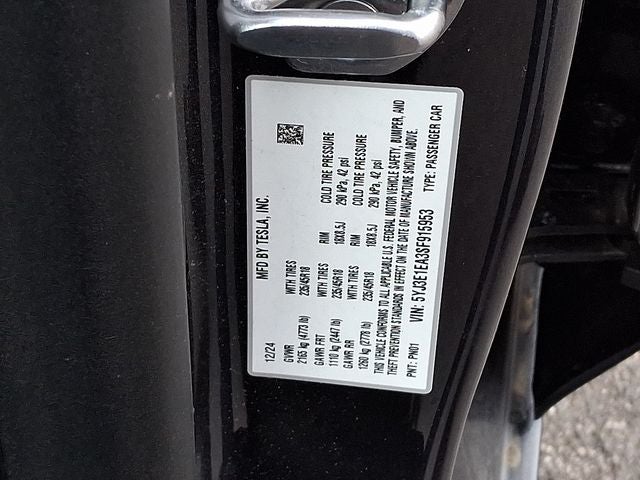 MFD BY TESLA, INC.
12/24
GVWR
2165 kg (4773 lb)
WITH TIRES RIM COLD TIRE PRESSURE
235/45R18 18X8.5J 290 kPa, 42 psi
GAWR FRT
1110 kg (2447 lb)
WITH TIRES RIM COLD TIRE PRESSURE
235/45R18 18X8.5J 290 kPa, 42 psi
GAWR RR
1260 kg (2778 lb)
THIS VEHICLE CONFORMS TO ALL APPLICABLE U.S. FEDERAL MOTOR VEHICLE SAFETY, BUMPER, AND
THEFT PREVENTION STANDARDS IN EFFECT ON THE DATE OF MANUFACTURE SHOWN ABOVE.
VIN: 5YJ3E1EA3SF915953 TYPE: PASSENGER CAR
PNT: PN01